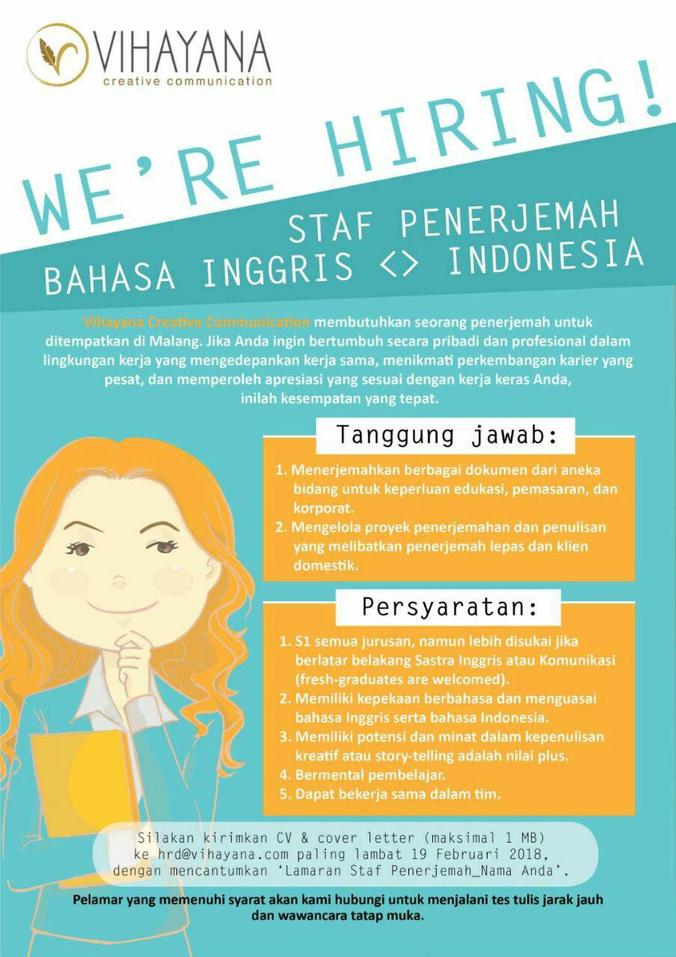 VIHAYANA
creative communication
WE'RE HIRING!
STAF PENERJEMAH
BAHASA INGGRIS <> INDONESIA
Vihayana Creative Communication membutuhkan seorang penerjemah untuk
ditempatkan di Malang. Jika Anda ingin bertumbuh secara pribadi dan profesional dalam
lingkungan kerja yang mengedepankan kerja sama, menikmati perkembangan karier yang
pesat, dan memperoleh apresiasi yang sesuai dengan kerja keras Anda,
inilah kesempatan yang tepat.
Tanggung jawab:
1. Menerjemahkan berbagai dokumen dari aneka
bidang untuk keperluan edukasi, pemasaran, dan
korporat.
2. Mengelola proyek penerjemahan dan penulisan
yang melibatkan penerjemah lepas dan klien
domestik.
Persyaratan:
1. S1 semua jurusan, namun lebih disukai jika
berlatar belakang Sastra Inggris atau Komunikasi
(fresh-graduates are welcomed).
2. Memiliki kepekaan berbahasa dan menguasai
bahasa Inggris serta bahasa Indonesia.
3. Memiliki potensi dan minat dalam kepenulisan
kreatif atau story-telling adalah nilai plus.
4. Bermental pembelajar.
5. Dapat bekerja sama dalam tim.
Silakan kirimkan CV & cover letter (maksimal 1 MB)
ke hrd@vihayana.com paling lambat 19 Februari 2018,
dengan mencantumkan 'Lamaran Staf Penerjemah_Nama Anda'.
Pelamar yang memenuhi syarat akan kami hubungi untuk menjalani tes tulis jarak jauh
dan wawancara tatap muka.